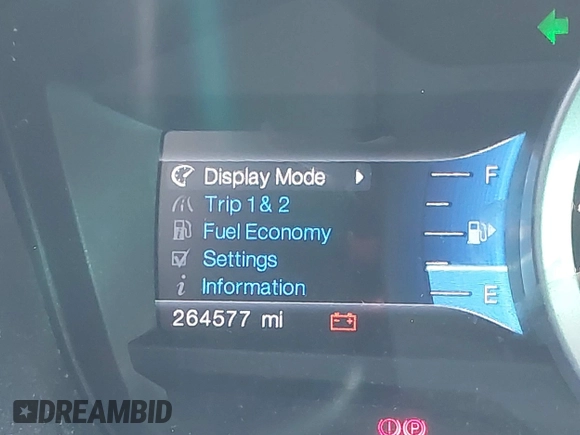 Display Mode
Trip 1 & 2
Fuel Economy
Settings
i Information
264577 mi
F
E
P
DREAMBID